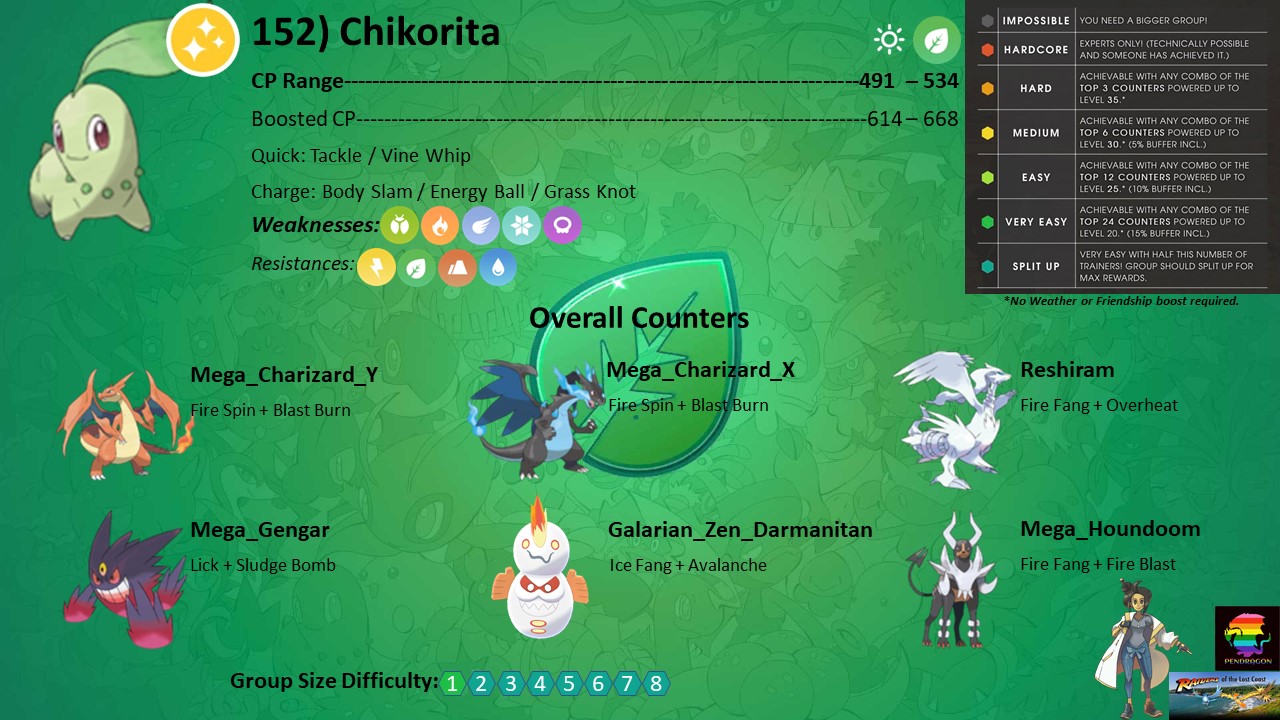 152) Chikorita
CP Range---------------------------------------------------------------------------491 – 534
Boosted CP-------------------------------------------------------------------------614 – 668
Quick: Tackle / Vine Whip
Charge: Body Slam / Energy Ball / Grass Knot
Weaknesses:
Resistances:
IMPOSSIBLE YOU NEED A BIGGER GROUP!
HARDCORE EXPERTS ONLY! (TECHNICALLY POSSIBLE
AND SOMEONE HAS ACHIEVED IT.)
HARD ACHIEVABLE WITH ANY COMBO OF THE
TOP 3 COUNTERS POWERED UP TO
LEVEL 35.*
MEDIUM ACHIEVABLE WITH ANY COMBO OF THE
TOP 6 COUNTERS POWERED UP TO
LEVEL 30.* (5% BUFFER INCL.)
EASY ACHIEVABLE WITH ANY COMBO OF THE
TOP 12 COUNTERS POWERED UP TO
LEVEL 25.* (10% BUFFER INCL.)
VERY EASY ACHIEVABLE WITH ANY COMBO OF THE
TOP 24 COUNTERS POWERED UP TO
LEVEL 20.* (15% BUFFER INCL.)
SPLIT UP VERY EASY WITH HALF THIS NUMBER OF
TRAINERS! GROUP SHOULD SPLIT UP FOR
MAX REWARDS.
*No Weather or Friendship boost required.
Overall Counters
Mega_Charizard_Y
Fire Spin + Blast Burn
Mega_Charizard_X
Fire Spin + Blast Burn
Reshiram
Fire Fang + Overheat
Mega_Gengar
Lick + Sludge Bomb
Galarian_Zen_Darmanitan
Ice Fang + Avalanche
Mega_Houndoom
Fire Fang + Fire Blast
Group Size Difficulty: 1 2 3 4 5 6 7 8
PENDRAGON
RAIDERS of the Lost Coast